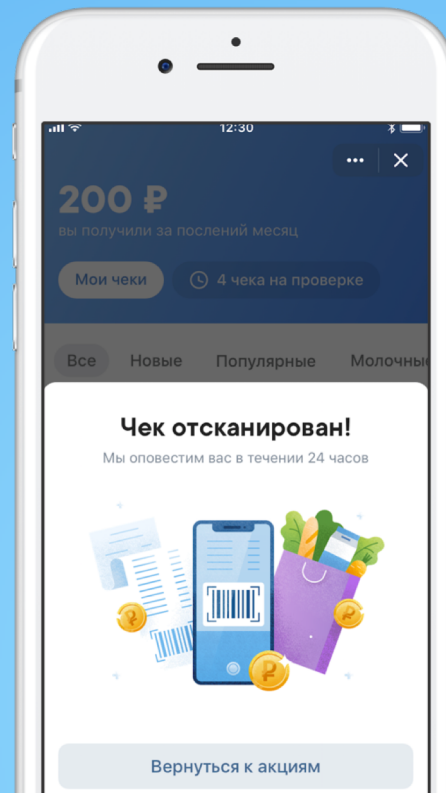 12:30
200 ₽
вы получили за послений месяц
Мои чеки
4 чека на проверке
Все Новые Популярные Молочны
Чек отсканирован!
Мы оповестим вас в течении 24 часов
Вернуться к акциям